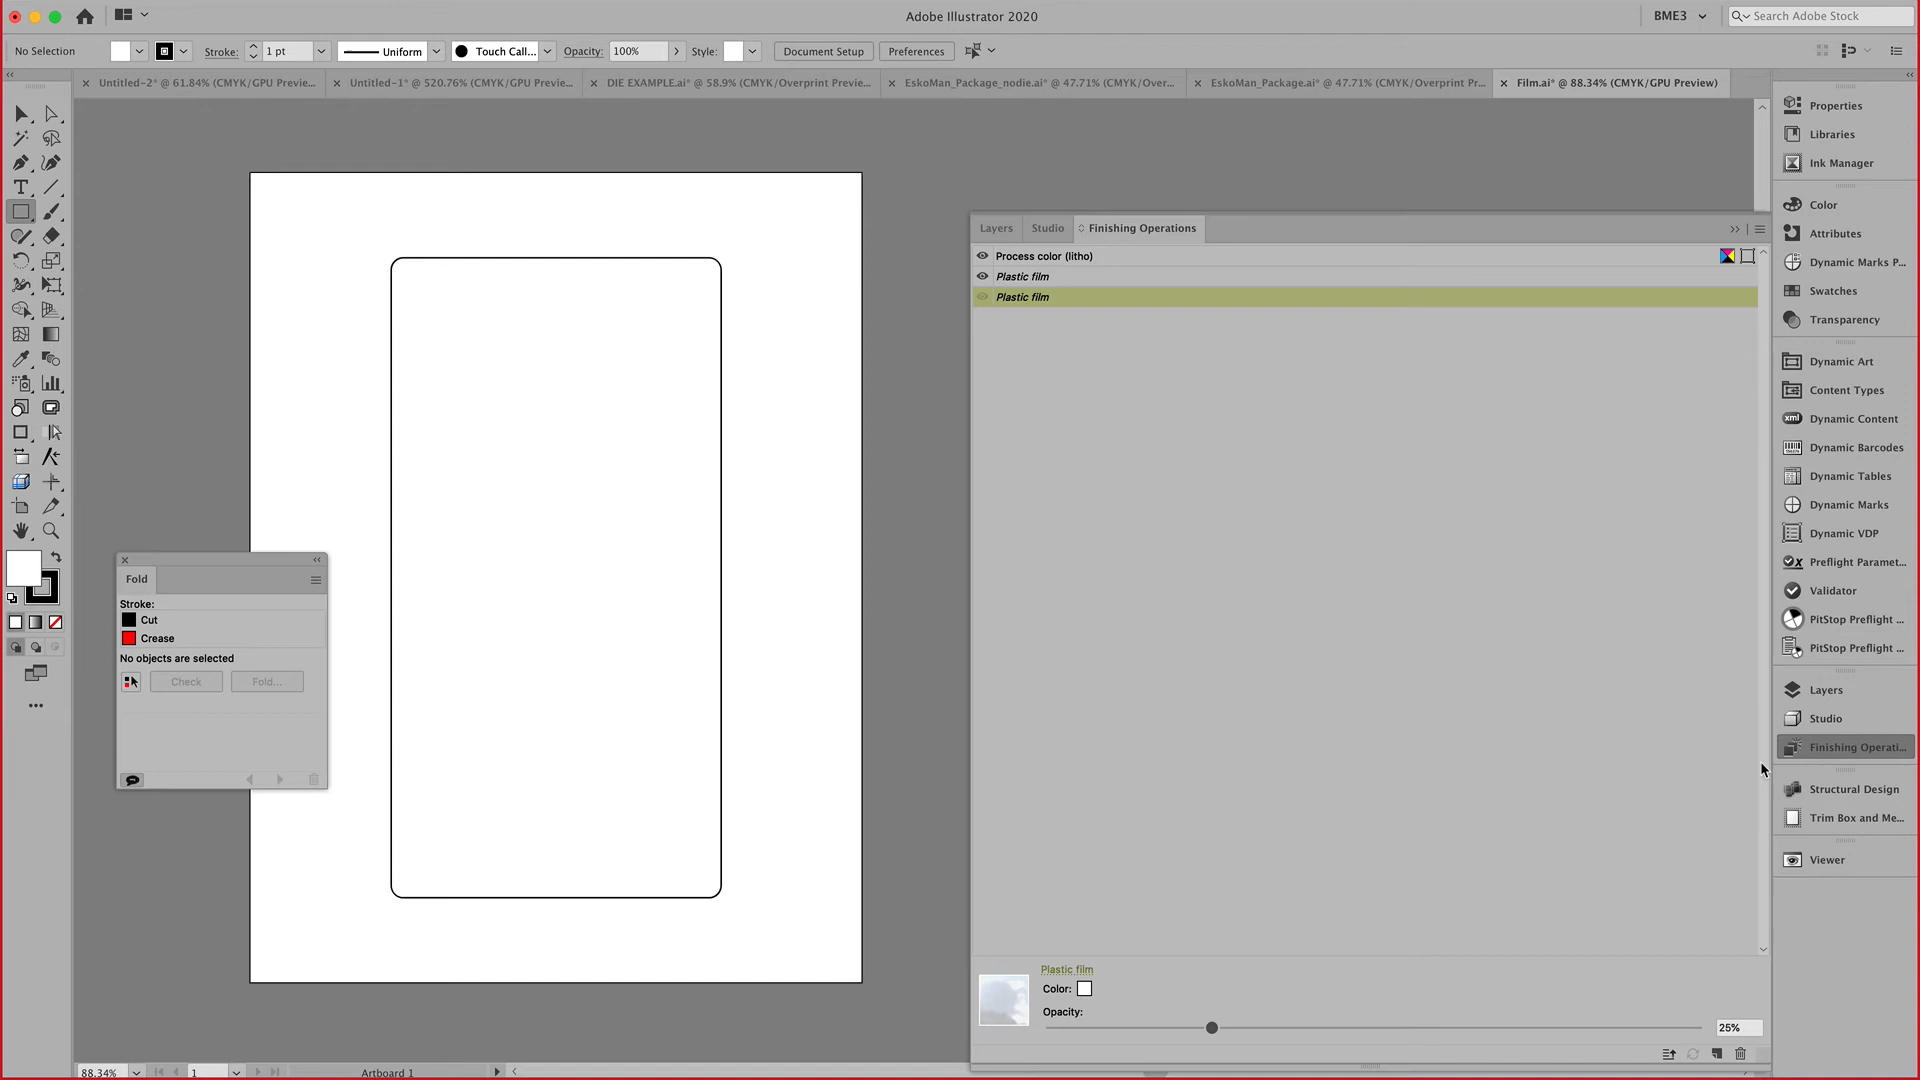 Adobe Illustrator 2020
BME3
Search Adobe Stock
No Selection
Stroke:
1 pt
Uniform
Touch Call...
Opacity:
100%
Style:
Document Setup
Preferences
Untitled-2* @ 61.84% (CMYK/GPU Previe...
Untitled-1* @ 520.76% (CMYK/GPU Previe...
DIE EXAMPLE.ai* @ 58.9% (CMYK/Overprint Previe...
EskoMan_Package_nodie.ai* @ 47.71% (CMYK/Over...
EskoMan_Package.ai* @ 47.71% (CMYK/Overprint Pr...
Film.ai* @ 88.34% (CMYK/GPU Preview)
Properties
Libraries
Ink Manager
Color
Attributes
Dynamic Marks P...
Swatches
Transparency
Dynamic Art
Content Types
Dynamic Content
Dynamic Barcodes
Dynamic Tables
Dynamic Marks
Dynamic VDP
Preflight Paramet...
Validator
PitStop Preflight ...
PitStop Preflight ...
Layers
Studio
Finishing Operati...
Structural Design
Trim Box and Me...
Viewer
Layers
Studio
Finishing Operations
Process color (litho)
Plastic film
Plastic film
Plastic film
Color:
Opacity:
25%
Fold
Stroke:
Cut
Crease
No objects are selected
Check
Fold...
88.34%
1
Artboard 1